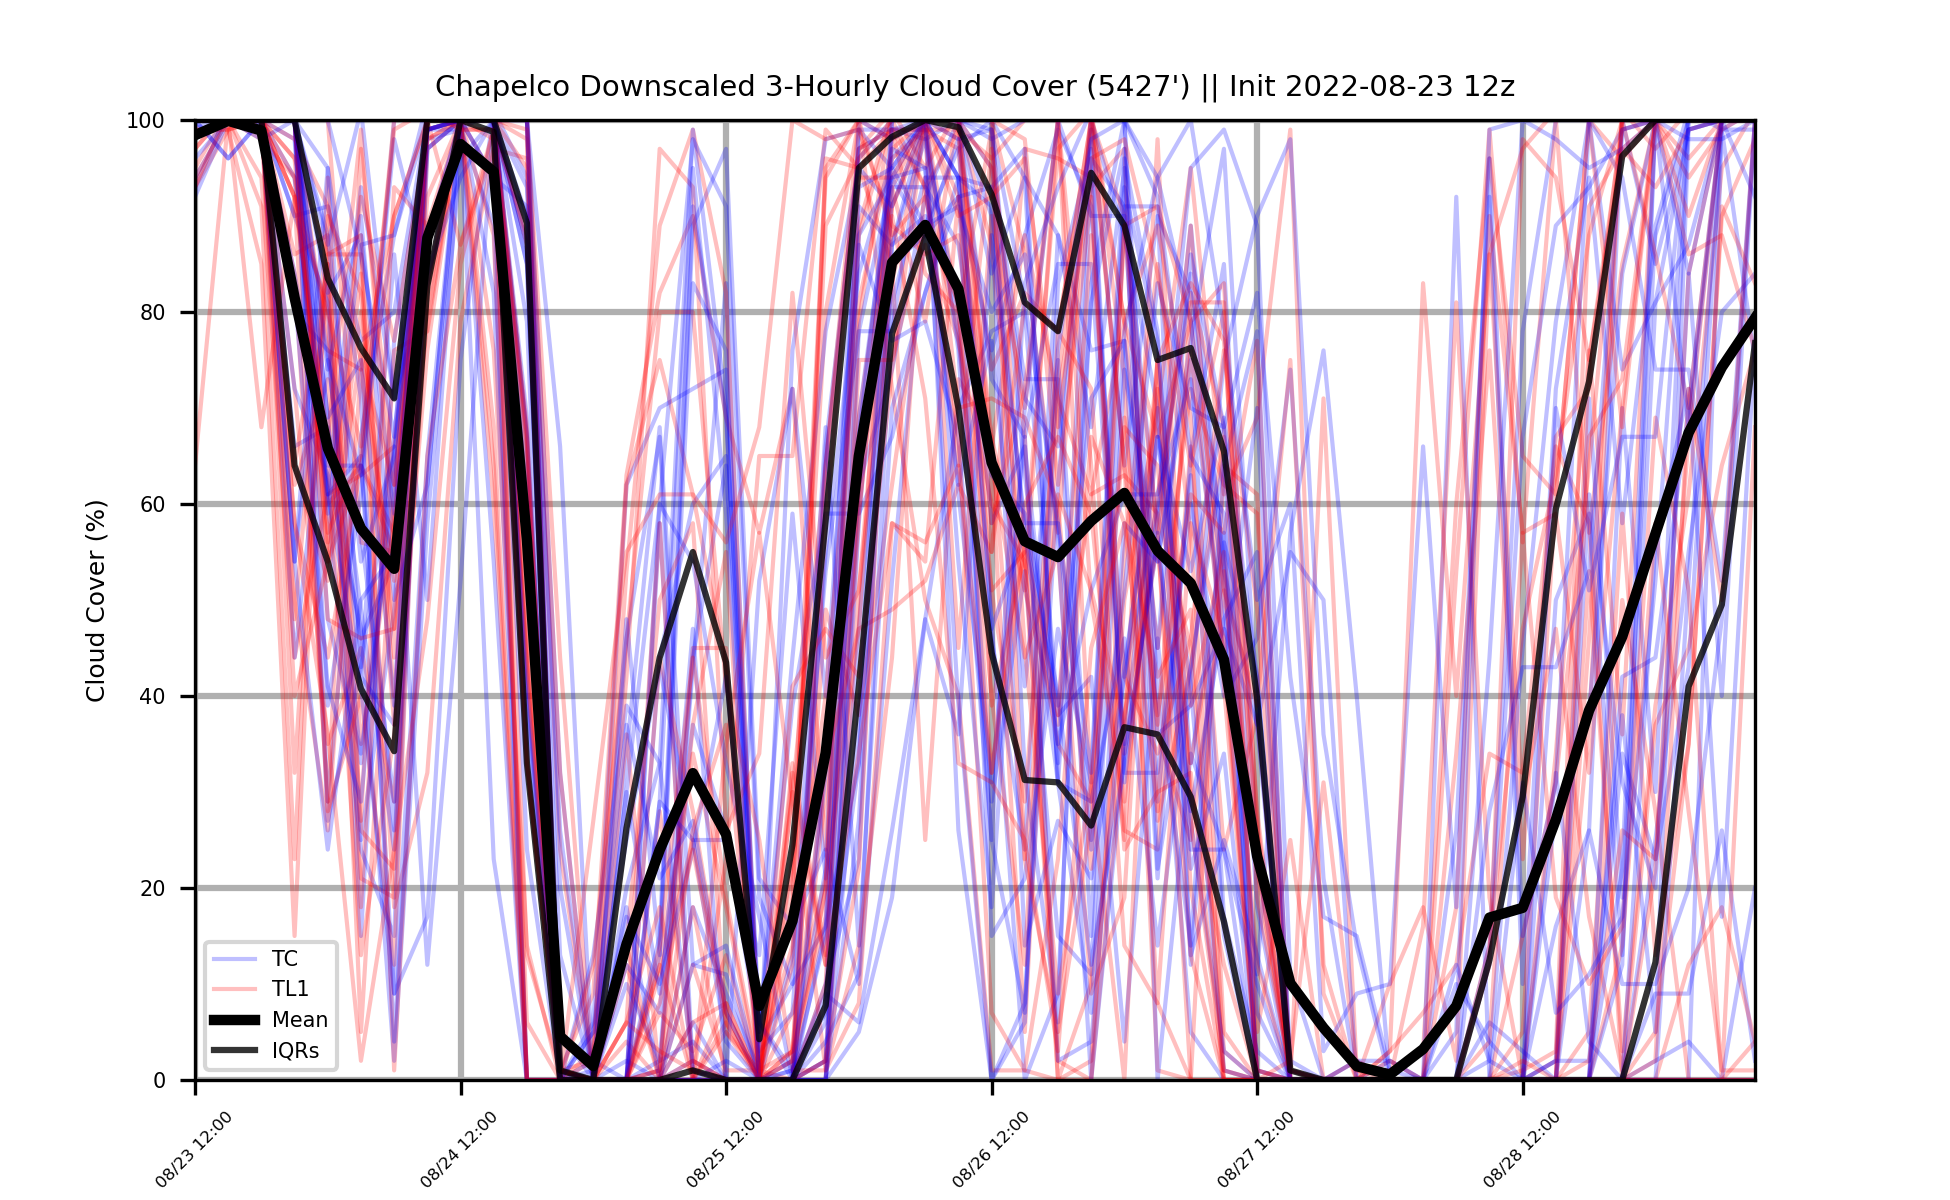 Chapelco Downscaled 3-Hourly Cloud Cover (5427') || Init 2022-08-23 12z
Cloud Cover (%)
100
80
60
40
20
0
TC
TL1
Mean
IQRs
08/23 12:00
08/24 12:00
08/25 12:00
08/26 12:00
08/27 12:00
08/28 12:00